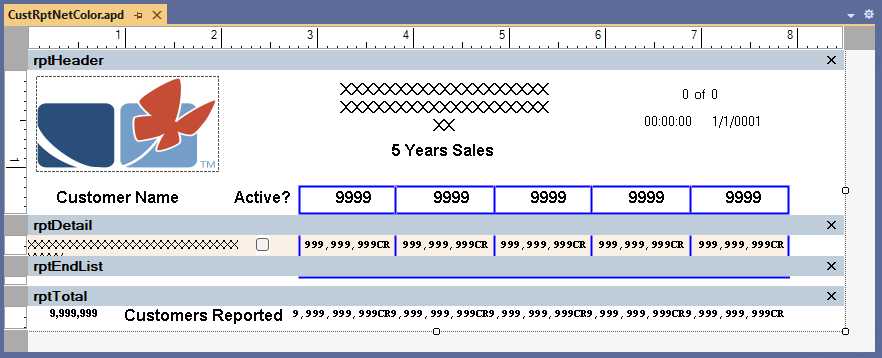 CustRptNetColor.apd
1 2 3 4 5 6 7 8
rptHeader
XXXXXXXXXXXXXXXXXXX
0 of 0
XXXXXXXXXXXXXXXXXXX
XX
00:00:00 1/1/0001
5 Years Sales
TM
1
Customer Name Active? 9999 9999 9999 9999 9999
rptDetail
999,999,999CR 999,999,999CR 999,999,999CR 999,999,999CR 999,999,999CR
rptEndList
rptTotal
9,999,999 Customers Reported 9,999,999,999CR9,999,999,999CR9,999,999,999CR9,999,999,999CR9,999,999,999CR